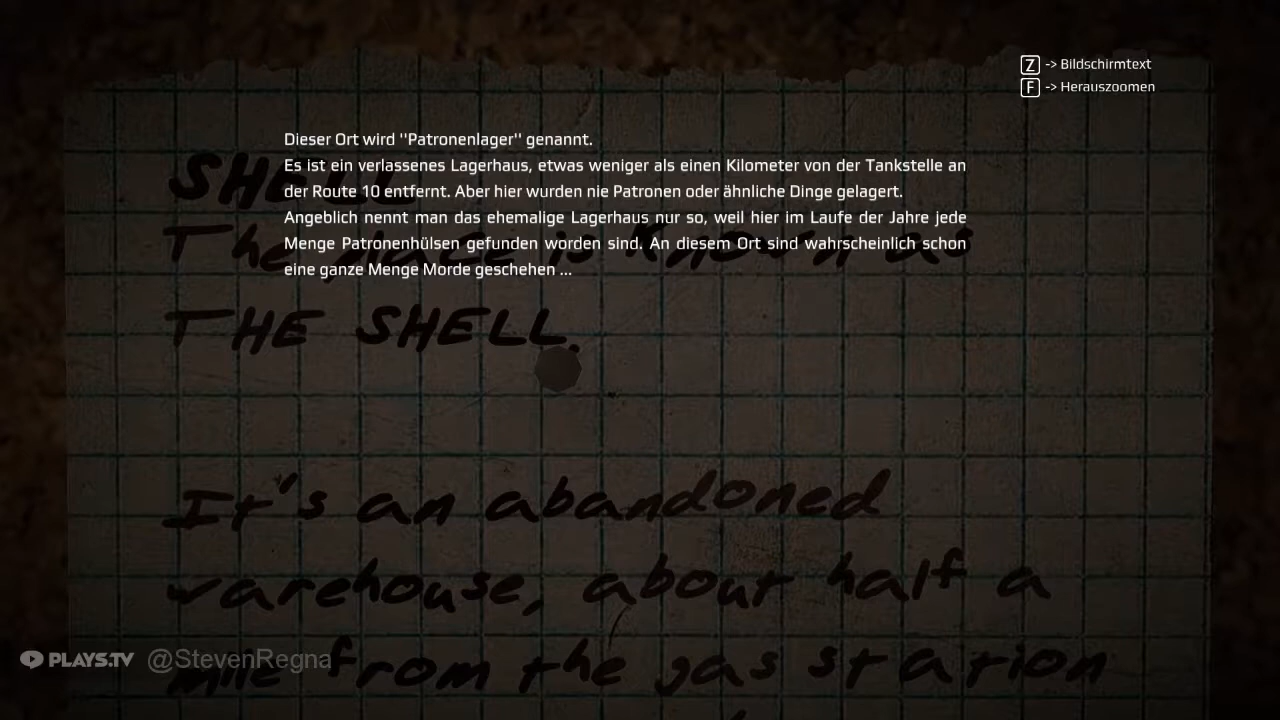 Z -> Bildschirmtext
F -> Herauszoomen
Dieser Ort wird ''Patronenlager'' genannt.
Es ist ein verlassenes Lagerhaus, etwas weniger als einen Kilometer von der Tankstelle an
der Route 10 entfernt. Aber hier wurden nie Patronen oder ähnliche Dinge gelagert.
Angeblich nennt man das ehemalige Lagerhaus nur so, weil hier im Laufe der Jahre jede
Menge Patronenhülsen gefunden worden sind. An diesem Ort sind wahrscheinlich schon
eine ganze Menge Morde geschehen ...
SHELL
The place is known as
THE SHELL.
It's an abandoned
warehouse, about half a
mile from the gas station
PLAYS.TV @StevenRegna